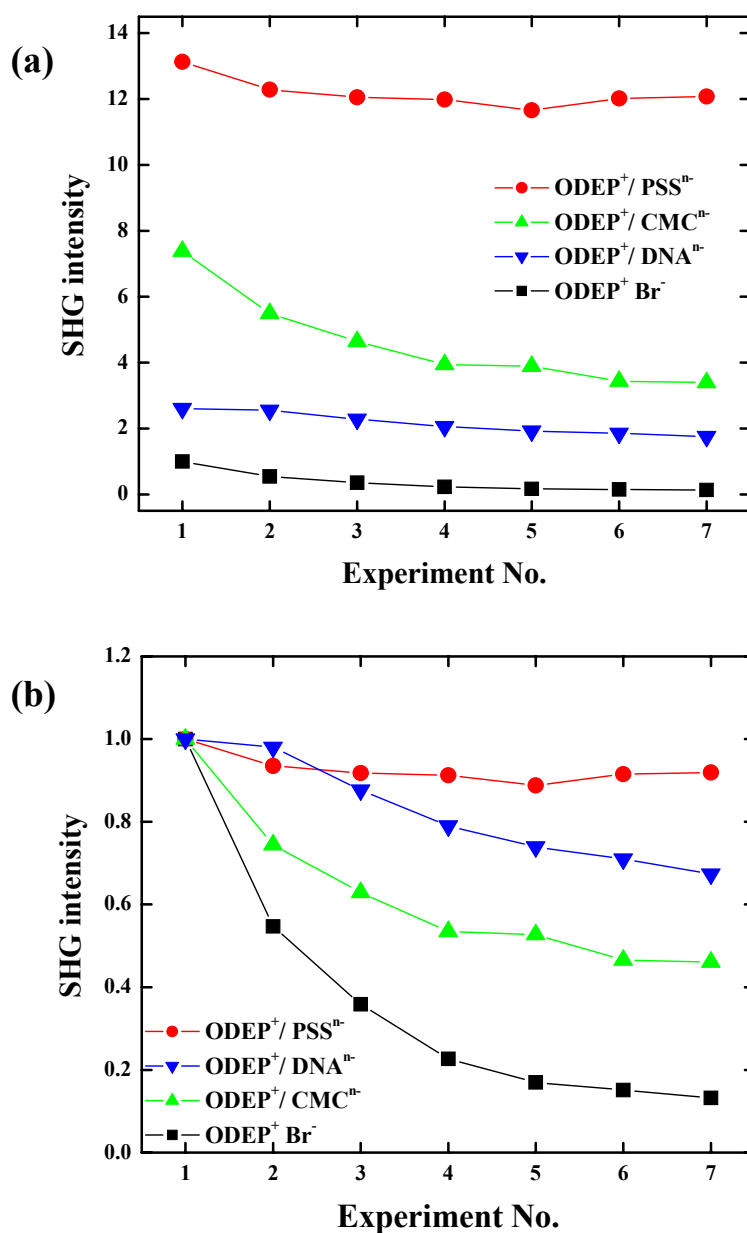 (a)
14
12
10
8
6
4
2
0
SHG intensity
ODEP⁺/ PSSⁿ⁻
ODEP⁺/ CMCⁿ⁻
ODEP⁺/ DNAⁿ⁻
ODEP⁺ Br⁻
1 2 3 4 5 6 7
Experiment No.
(b)
1.2
1.0
0.8
0.6
0.4
0.2
0.0
SHG intensity
ODEP⁺/ PSSⁿ⁻
ODEP⁺/ DNAⁿ⁻
ODEP⁺/ CMCⁿ⁻
ODEP⁺ Br⁻
1 2 3 4 5 6 7
Experiment No.